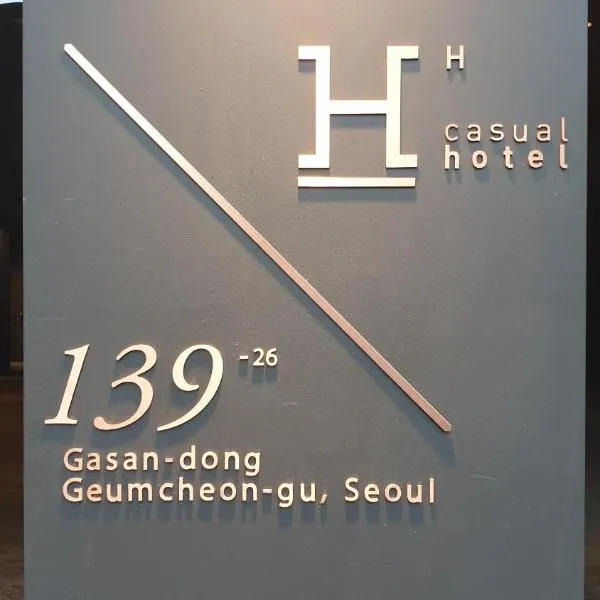 H
H
casual
hotel
139-26
Gasan-dong
Geumcheon-gu, Seoul